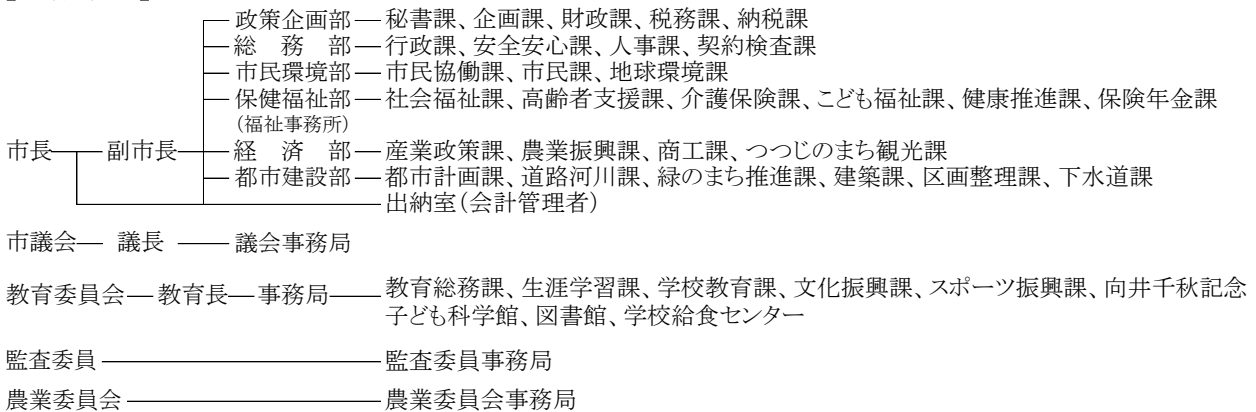 政策企画部 秘書課、企画課、財政課、税務課、納税課
総務部 行政課、安全安心課、人事課、契約検査課
市民環境部 市民協働課、市民課、地球環境課
保健福祉部 社会福祉課、高齢者支援課、介護保険課、こども福祉課、健康推進課、保険年金課
(福祉事務所)
市長 副市長 経済部 産業政策課、農業振興課、商工課、つつじのまち観光課
都市建設部 都市計画課、道路河川課、緑のまち推進課、建築課、区画整理課、下水道課
出納室(会計管理者)
市議会 議長 議会事務局
教育委員会 教育長 事務局 教育総務課、生涯学習課、学校教育課、文化振興課、スポーツ振興課、向井千秋記念
子ども科学館、図書館、学校給食センター
監査委員 監査委員事務局
農業委員会 農業委員会事務局